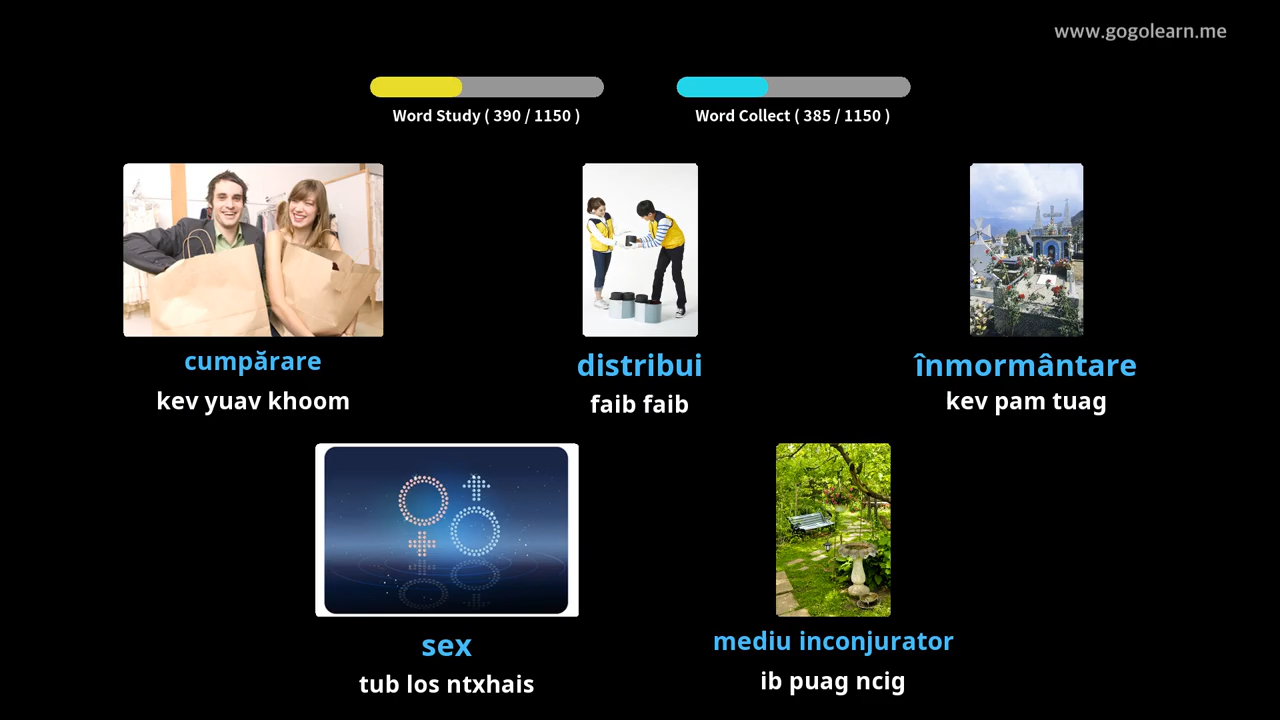 www.gogolearn.me
Word Study ( 390 / 1150 )
Word Collect ( 385 / 1150 )
cumpărare
kev yuav khoom
distribui
faib faib
înmormântare
kev pam tuag
sex
tub los ntxhais
mediu inconjurator
ib puag ncig